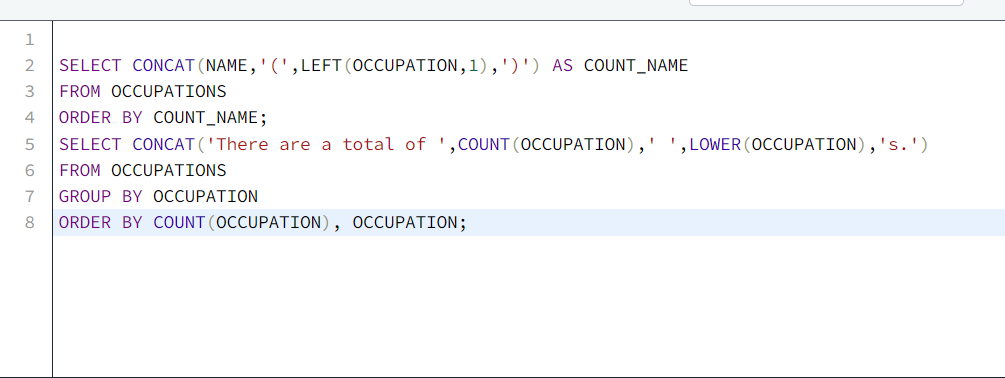 1
2 SELECT CONCAT(NAME,'(',LEFT(OCCUPATION,1),')') AS COUNT_NAME
3 FROM OCCUPATIONS
4 ORDER BY COUNT_NAME;
5 SELECT CONCAT('There are a total of ',COUNT(OCCUPATION),' ',LOWER(OCCUPATION),'s.')
6 FROM OCCUPATIONS
7 GROUP BY OCCUPATION
8 ORDER BY COUNT(OCCUPATION), OCCUPATION;